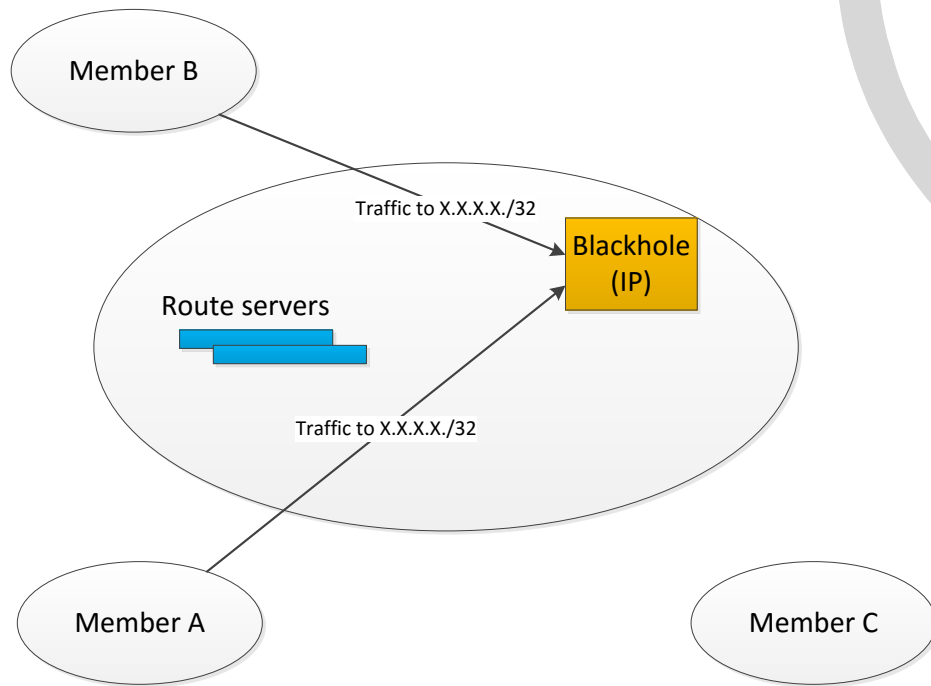 Member B
Traffic to X.X.X.X./32
Blackhole
(IP)
Route servers
Traffic to X.X.X.X./32
Member A
Member C